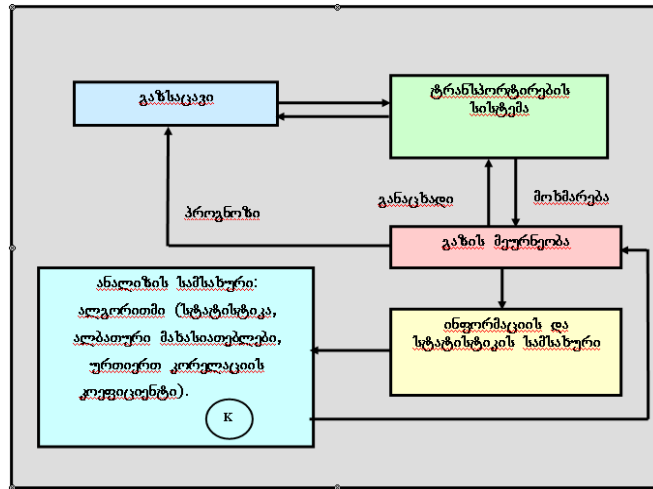 გაზსაცავი
ტრანსპორტირების
სისტემა
განაცხადი
მოხმარება
პროგნოზი
გაზის მეურნეობა
ანალიზის სამსახური:
ალგორითმი (სტატისტიკა,
ალბათური მახასიათებლები,
ურთიერთ კორელაციის
კოეფიციენტი).
K
ინფორმაციის და
სტატისტიკის სამსახური